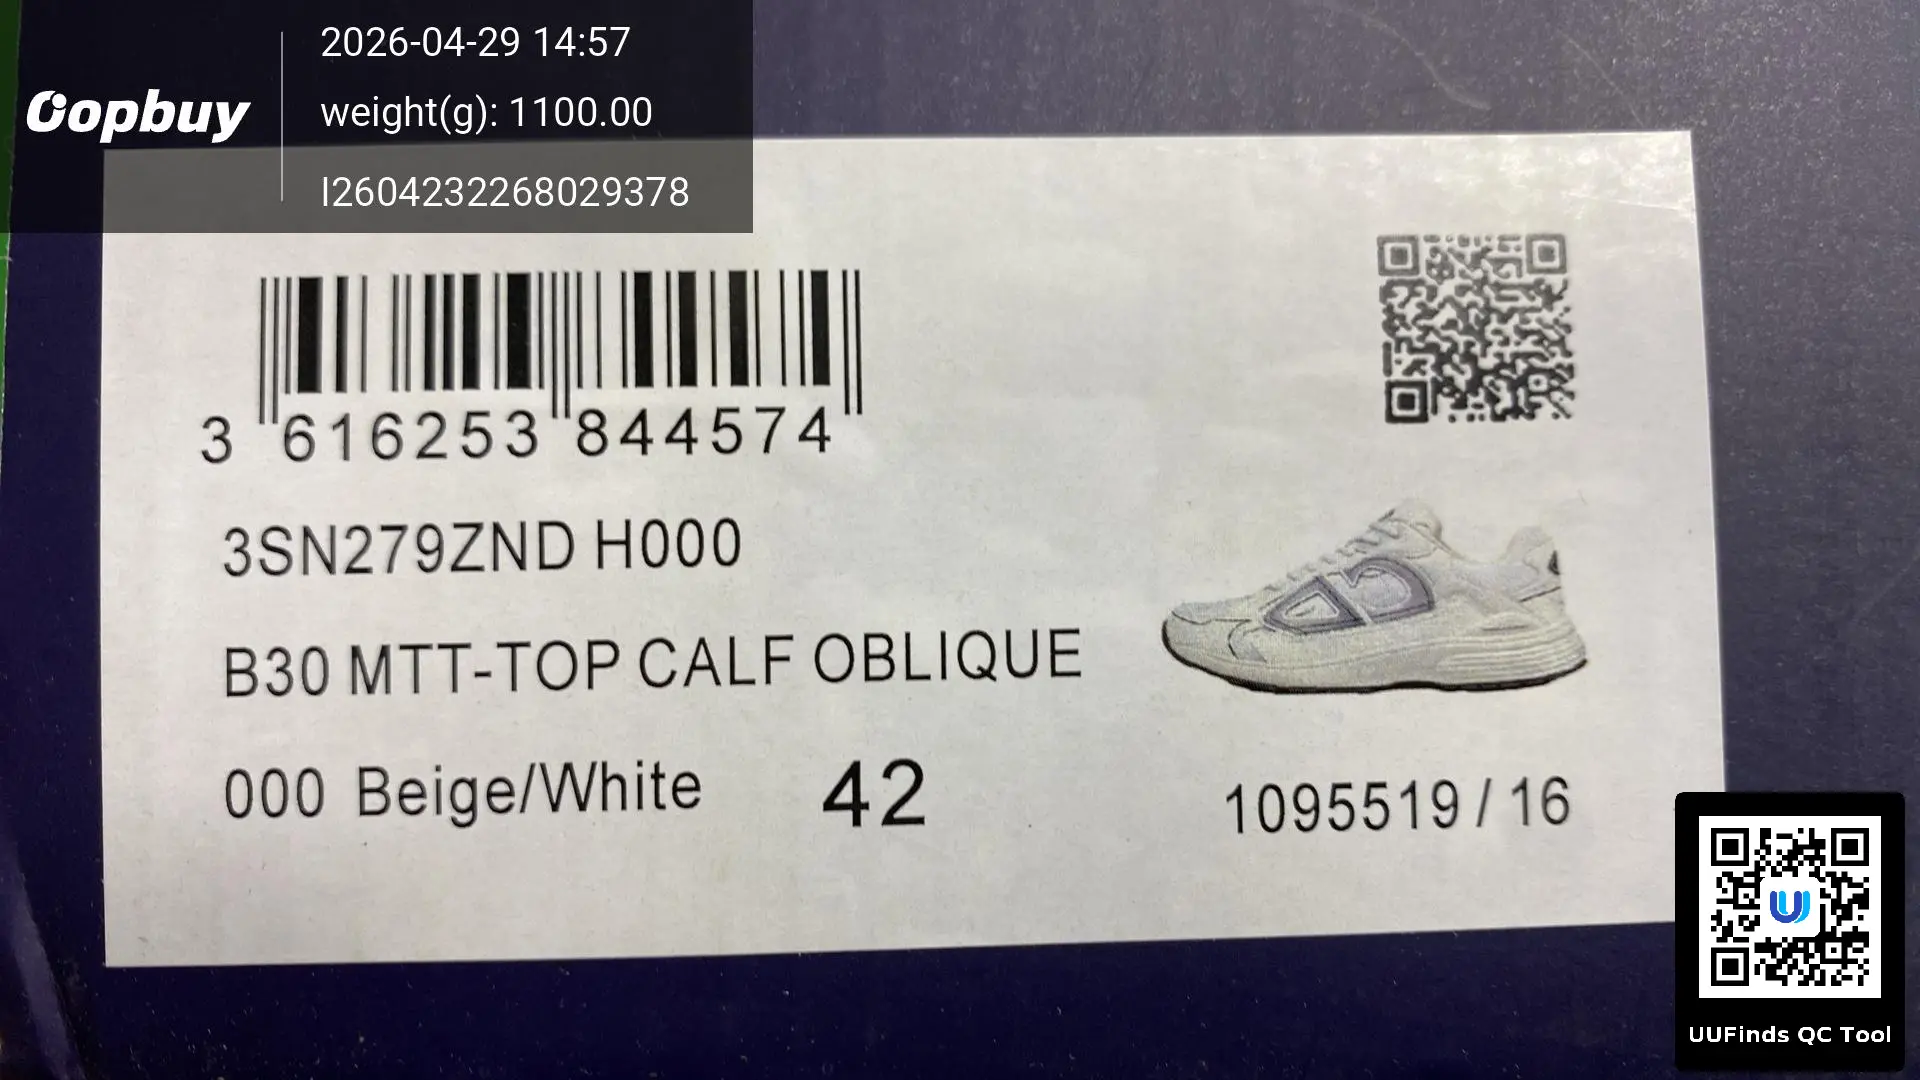 2026-04-29 14:57
oopbuy
weight(g): 1100.00
I2604232268029378
3 616253 844574
3SN279ZND H000
B30 MTT-TOP CALF OBLIQUE
000 Beige/White 42
1095519 / 16
UUFinds QC Tool